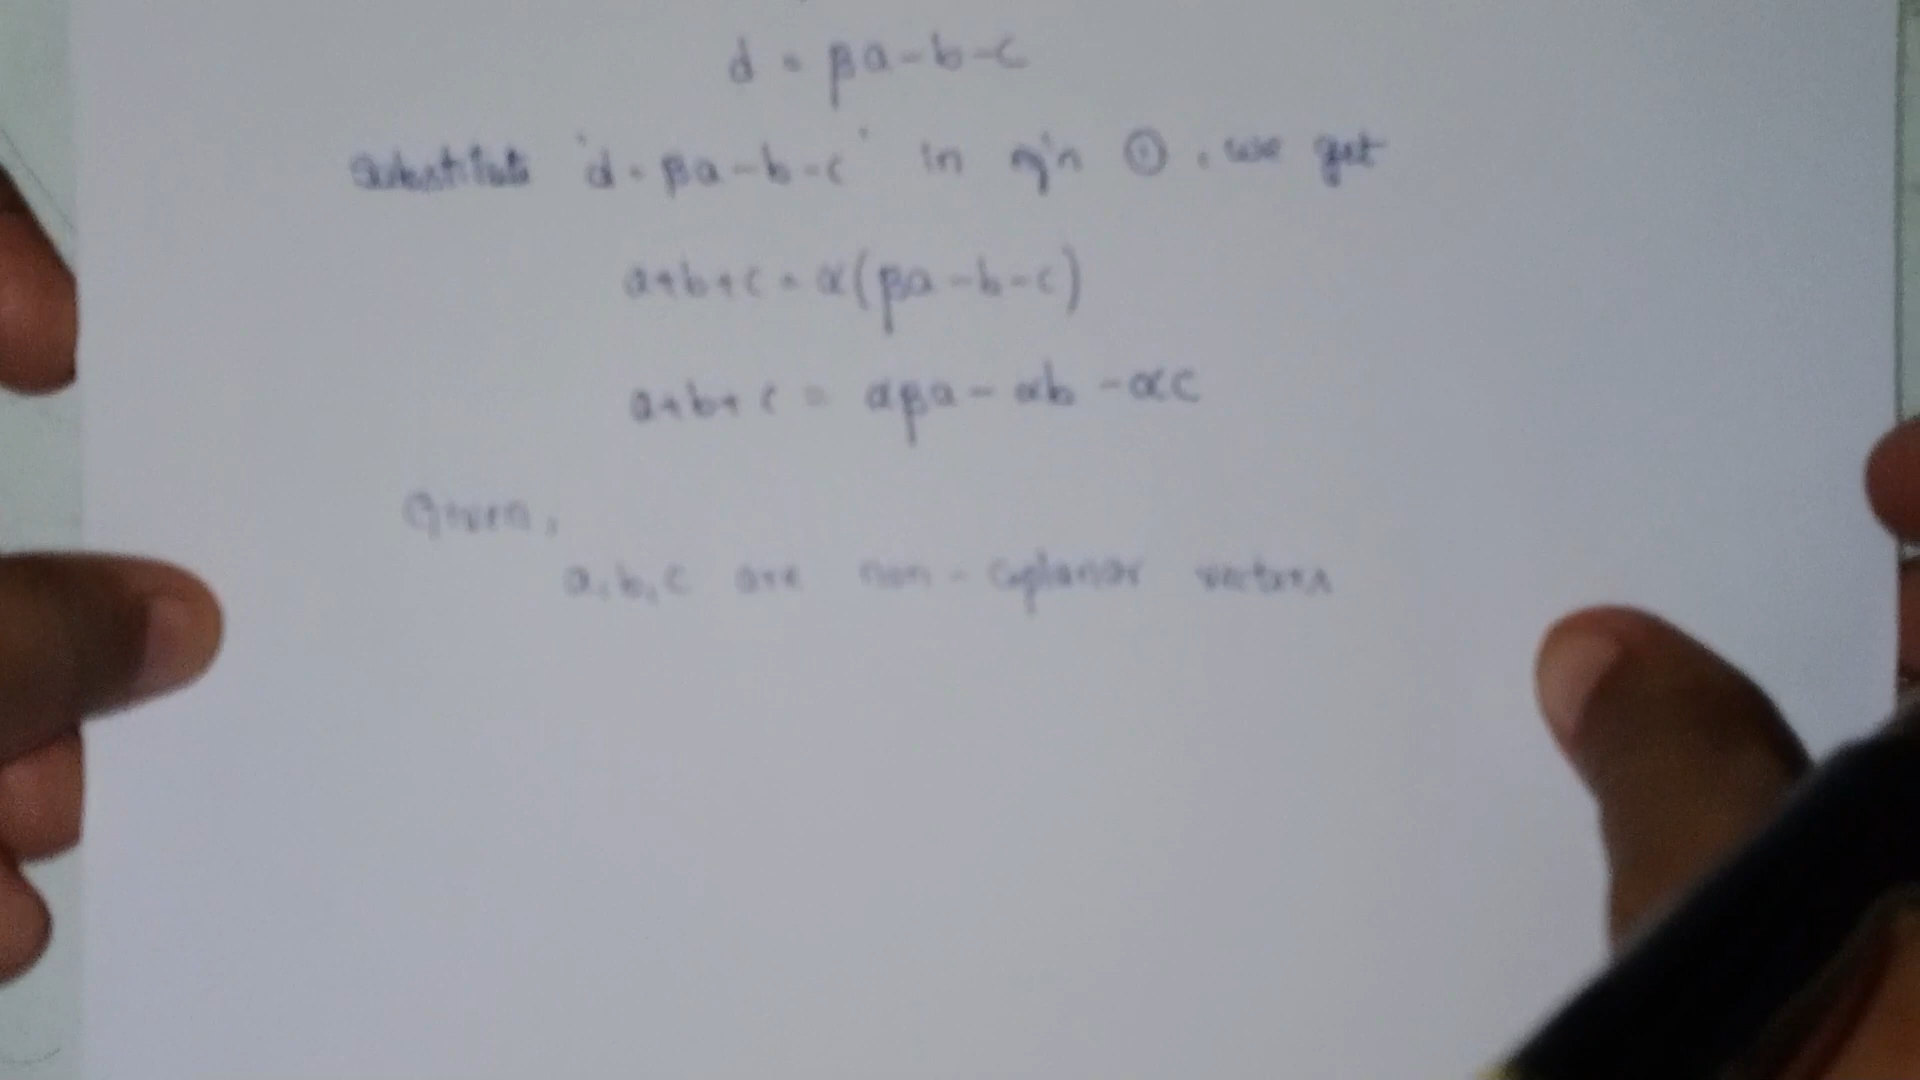 d = βa-b-c
Substitute 'd = βa-b-c' in eq'n ①, we get
a+b+c = α(βa-b-c)
a+b+c = αβa - αb - αc
Given,
a,b,c are non-coplanar vectors